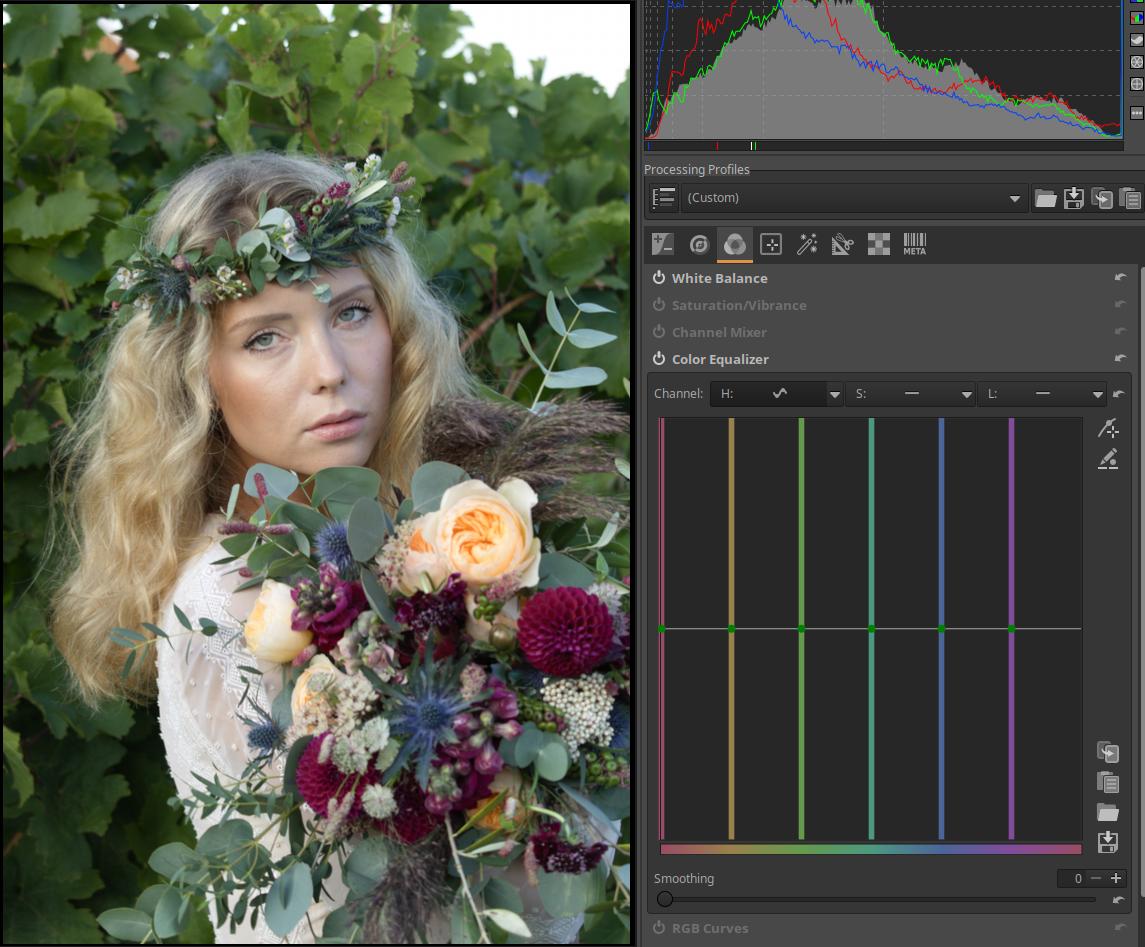 Processing Profiles
(Custom)
META
White Balance
Saturation/Vibrance
Channel Mixer
Color Equalizer
Channel: H: S: L:
Smoothing 0
RGB Curves